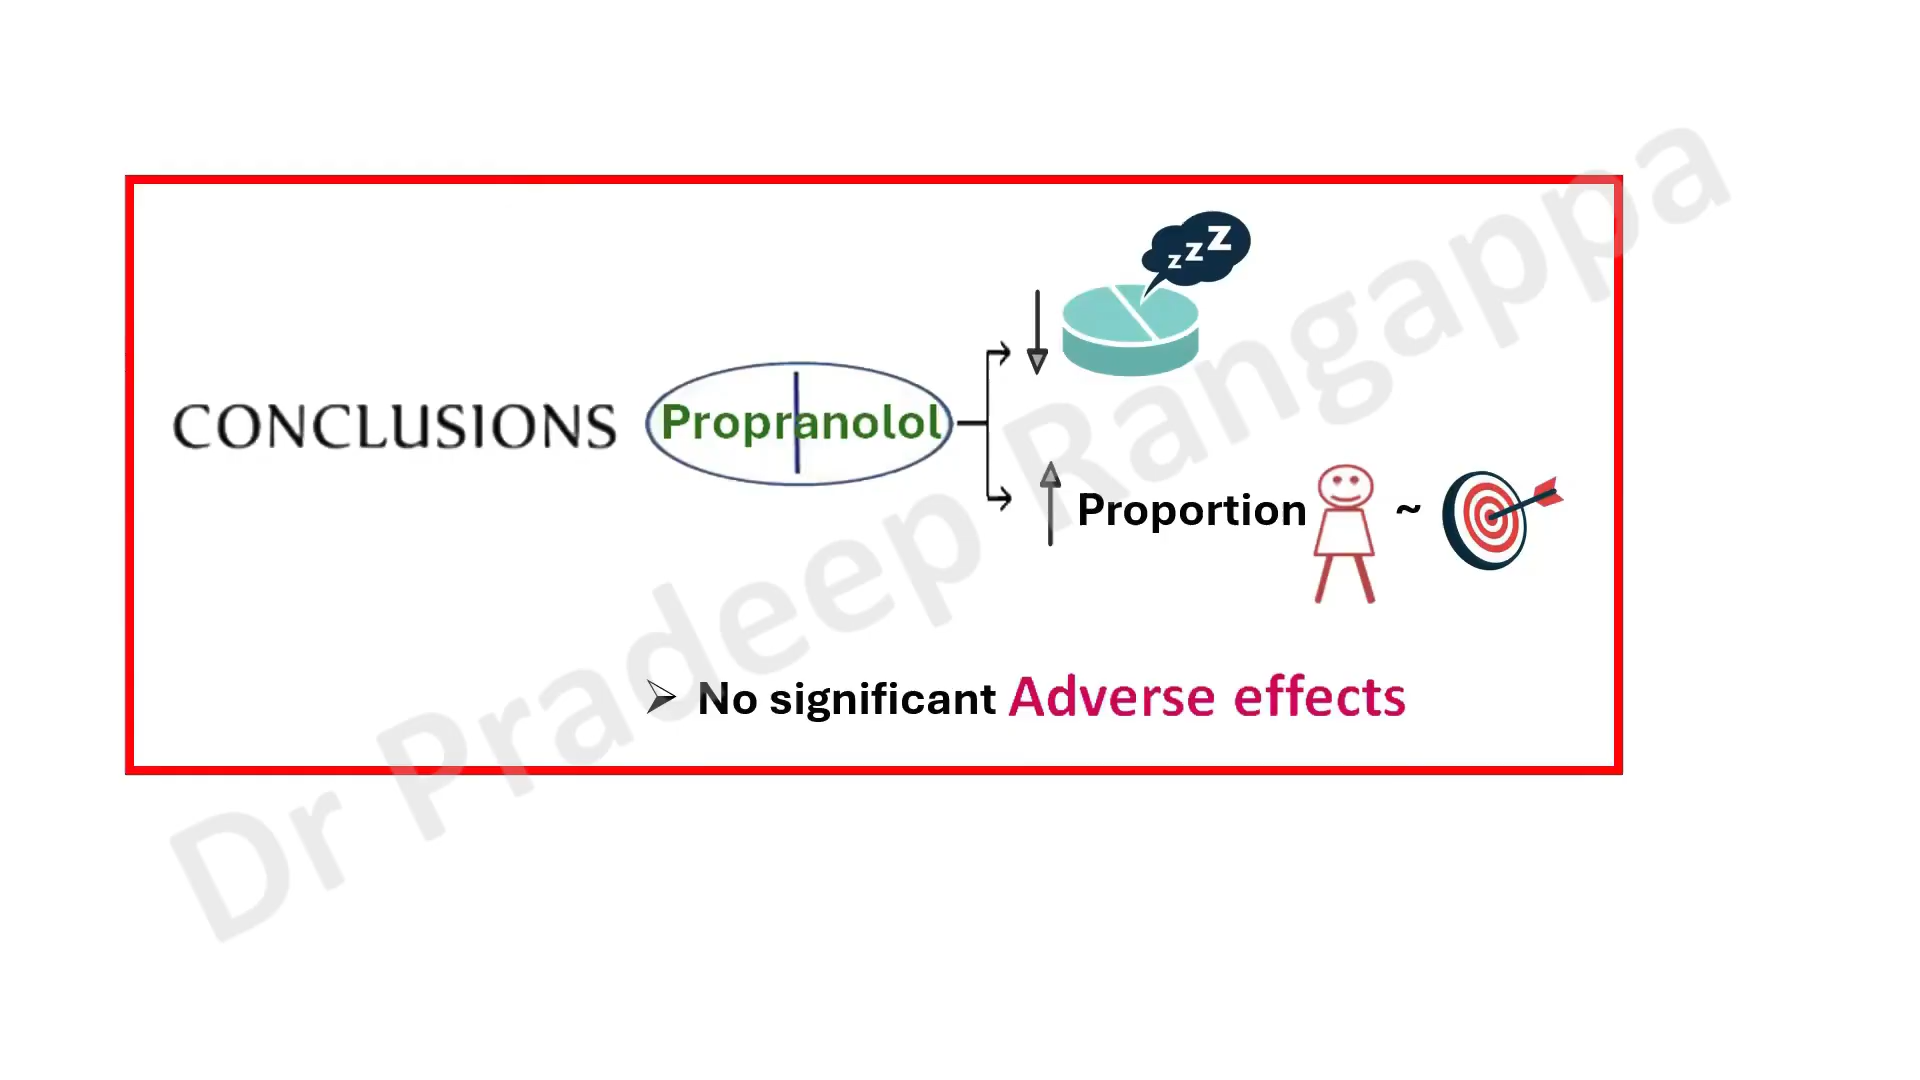 zzZ
CONCLUSIONS
Propranolol
Proportion ~
➢ No significant Adverse effects
Dr Pradeep Rangappa